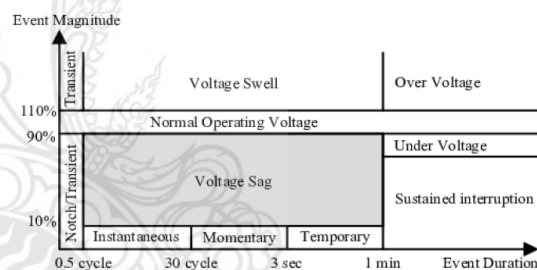 Event Magnitude
Transient
Voltage Swell
Over Voltage
110%
Normal Operating Voltage
90%
Notch/Transient
Under Voltage
Voltage Sag
Sustained interruption
10%
Instantaneous
Momentary
Temporary
0.5 cycle
30 cycle
3 sec
1 min
Event Duration